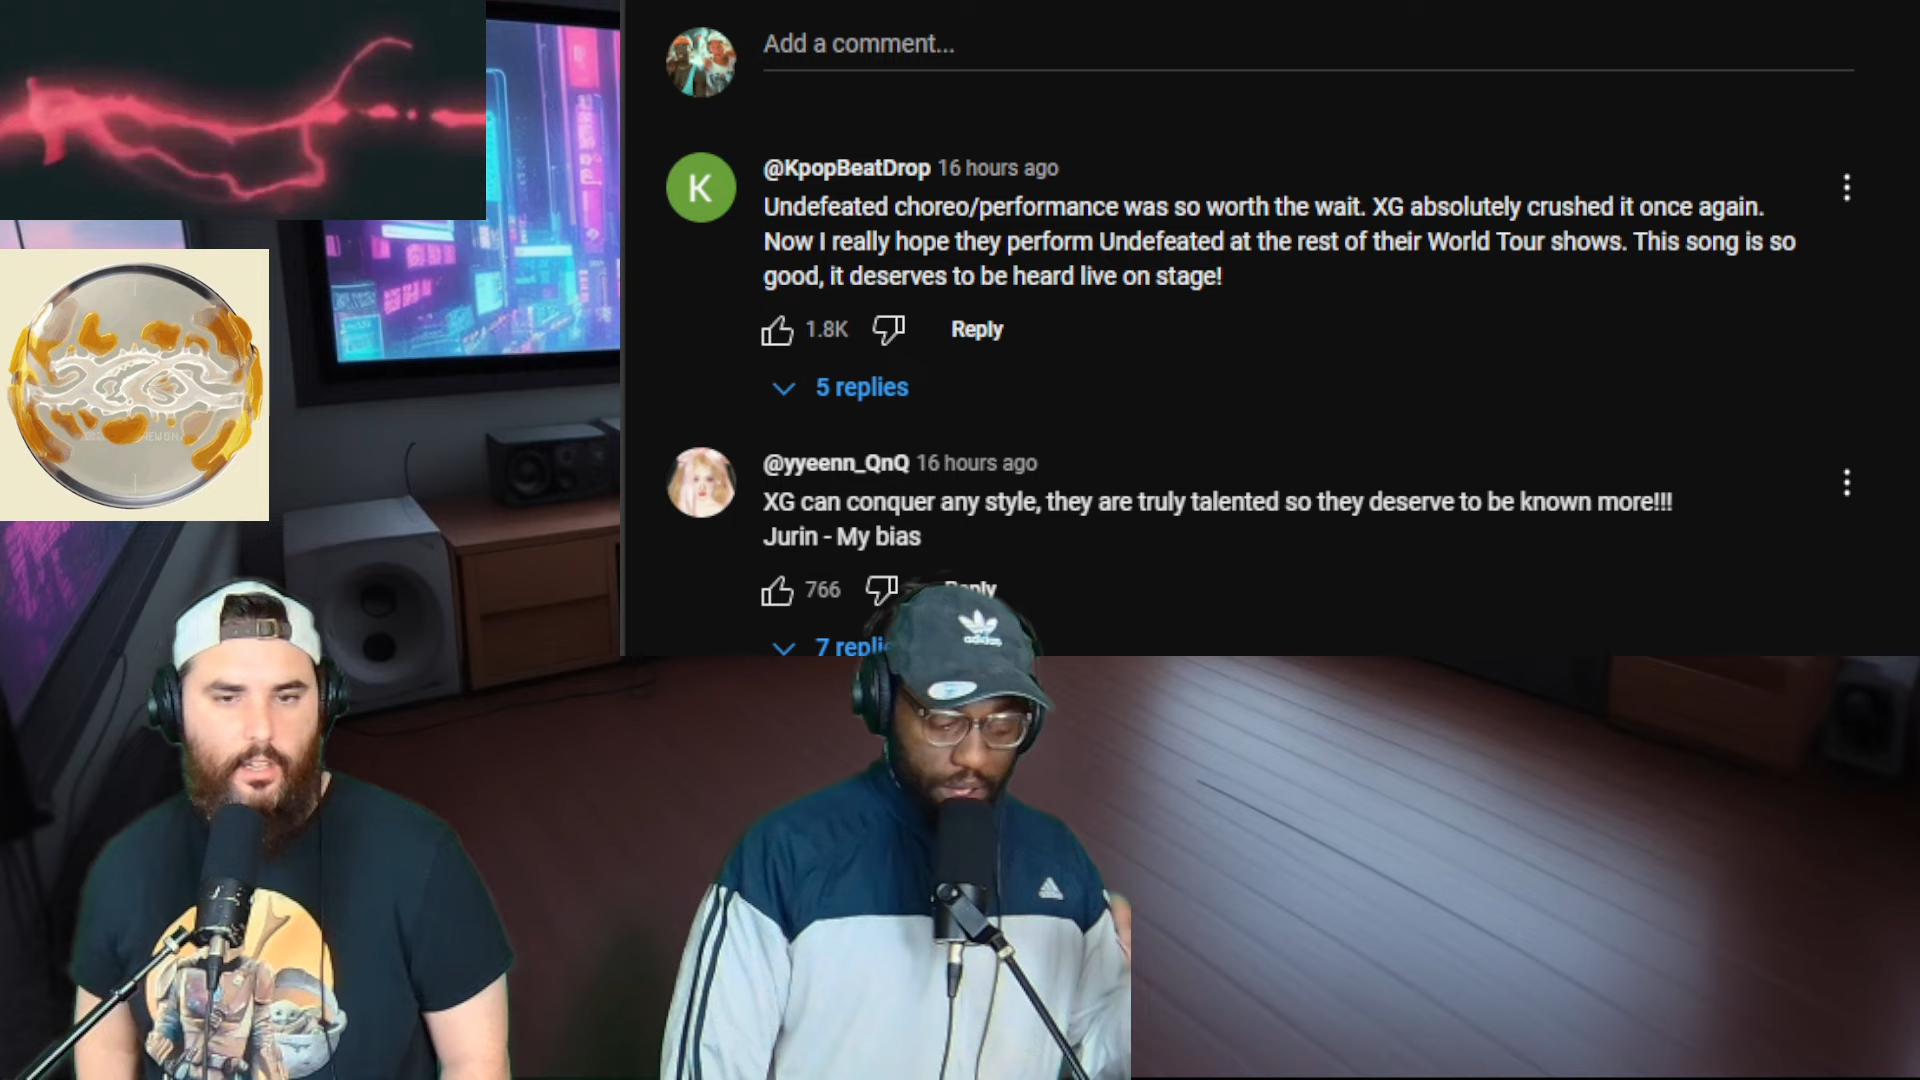 Add a comment...
@KpopBeatDrop 16 hours ago
Undefeated choreo/performance was so worth the wait. XG absolutely crushed it once again.
Now I really hope they perform Undefeated at the rest of their World Tour shows. This song is so
good, it deserves to be heard live on stage!
K
1.8K Reply
5 replies
@yyeenn_QnQ 16 hours ago
XG can conquer any style, they are truly talented so they deserve to be known more!!!
Jurin - My bias
766 Reply
7 replies
adidas